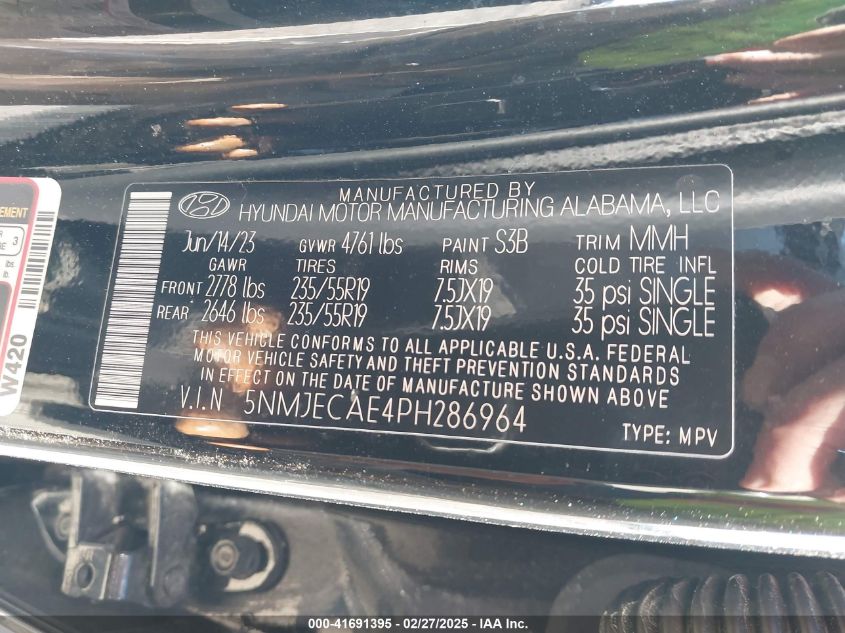 MANUFACTURED BY
HYUNDAI MOTOR MANUFACTURING ALABAMA, LLC
Jun/14/23 GVWR 4761 lbs PAINT S3B TRIM MMH
GAWR TIRES RIMS COLD TIRE INFL
FRONT 2778 lbs 235/55R19 7.5JX19 35 psi SINGLE
REAR 2646 lbs 235/55R19 7.5JX19 35 psi SINGLE
THIS VEHICLE CONFORMS TO ALL APPLICABLE U.S.A. FEDERAL
MOTOR VEHICLE SAFETY AND THEFT PREVENTION STANDARDS
IN EFFECT ON THE DATE OF MANUFACTURE SHOWN ABOVE
V.I.N 5NMJECAE4PH286964
TYPE: MPV
EMENT
3
lbs.
lb.
W420
000-41691395 - 02/27/2025 - IAA Inc.